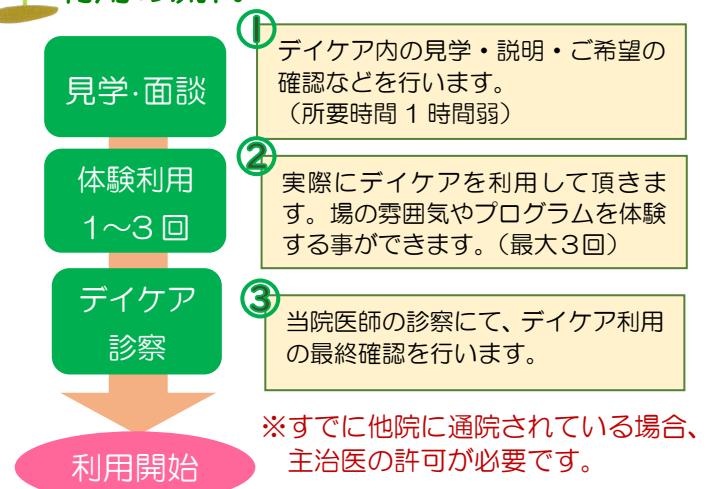 見学・面談
①
デイケア内の見学・説明・ご希望の
確認などを行います。
（所要時間 1 時間弱）
体験利用
1～3 回
②
実際にデイケアを利用して頂きま
す。場の雰囲気やプログラムを体験
する事ができます。（最大３回）
デイケア
診察
③
当院医師の診察にて、デイケア利用
の最終確認を行います。
利用開始
※すでに他院に通院されている場合、
主治医の許可が必要です。